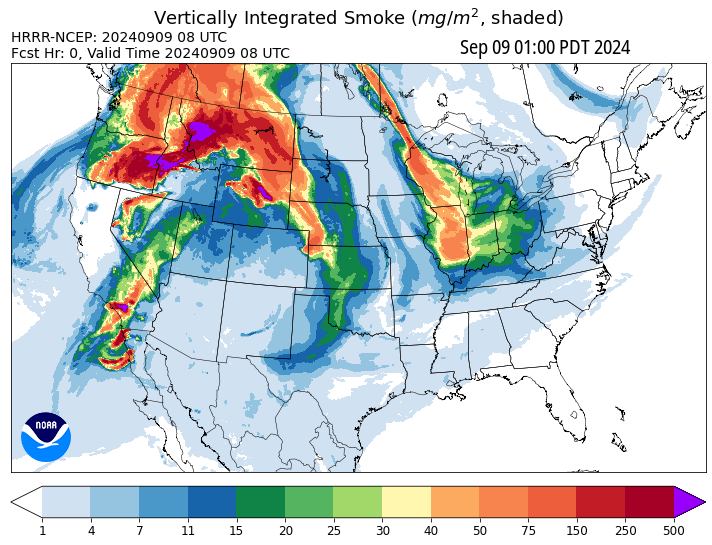 Vertically Integrated Smoke (mg/m², shaded)
HRRR-NCEP: 20240909 08 UTC
Fcst Hr: 0, Valid Time 20240909 08 UTC
Sep 09 01:00 PDT 2024
NOAA
1 4 7 11 15 20 25 30 40 50 75 150 250 500